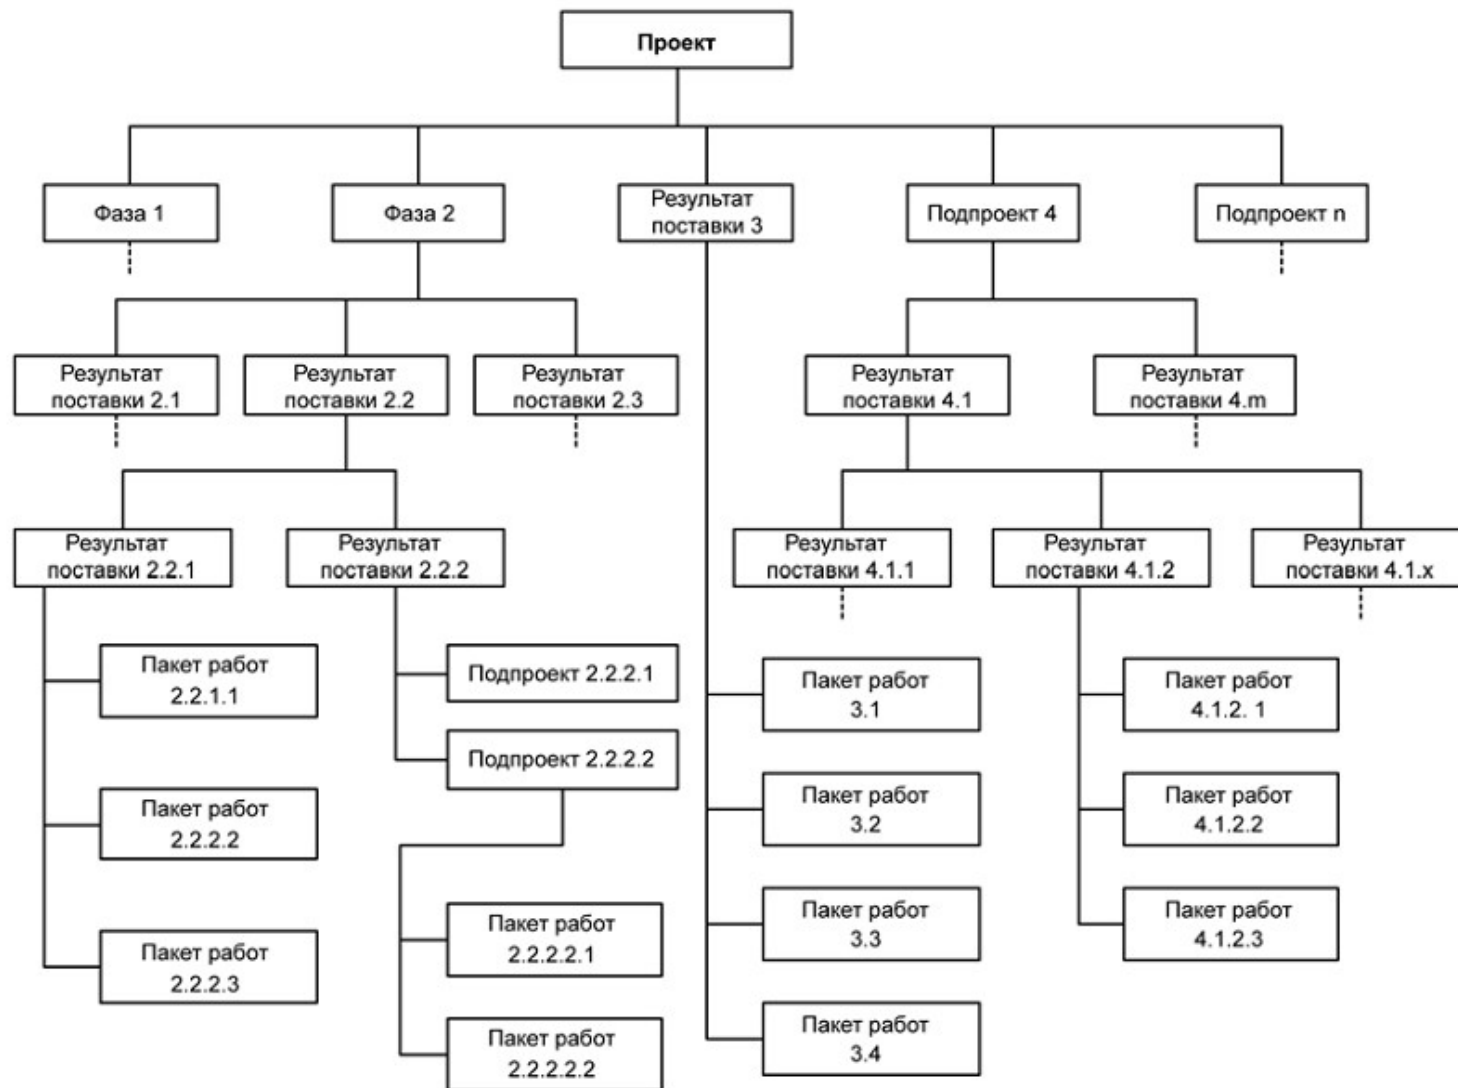 Проект
Фаза 1
Фаза 2
Результат
поставки 3
Подпроект 4
Подпроект n
Результат
поставки 2.1
Результат
поставки 2.2
Результат
поставки 2.3
Результат
поставки 4.1
Результат
поставки 4.m
Результат
поставки 2.2.1
Результат
поставки 2.2.2
Результат
поставки 4.1.1
Результат
поставки 4.1.2
Результат
поставки 4.1.x
Пакет работ
2.2.1.1
Подпроект 2.2.2.1
Пакет работ
3.1
Пакет работ
4.1.2. 1
Подпроект 2.2.2.2
Пакет работ
2.2.2.2
Пакет работ
3.2
Пакет работ
4.1.2.2
Пакет работ
2.2.2.3
Пакет работ
2.2.2.2.1
Пакет работ
3.3
Пакет работ
4.1.2.3
Пакет работ
2.2.2.2.2
Пакет работ
3.4